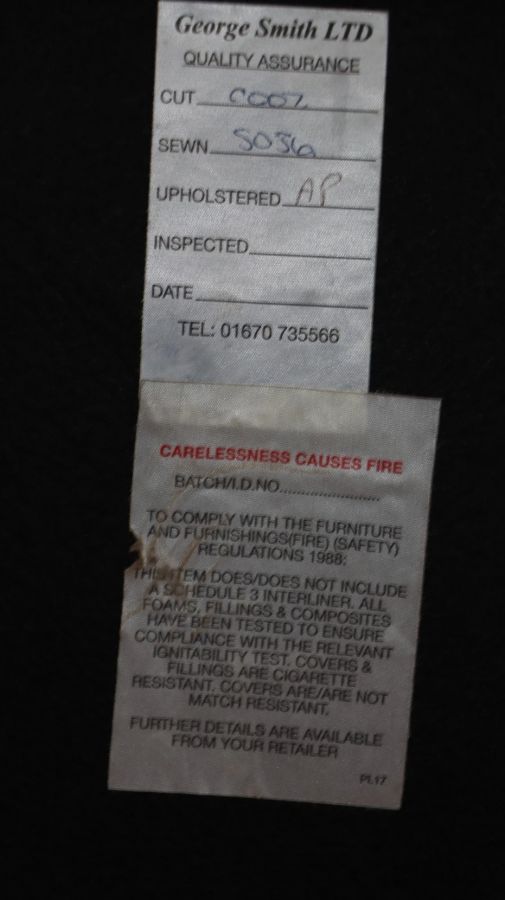 George Smith LTD
QUALITY ASSURANCE
CUT C007
SEWN S036
UPHOLSTERED AP
INSPECTED
DATE
TEL: 01670 735566
CARELESSNESS CAUSES FIRE
BATCH/I.D.NO........................
TO COMPLY WITH THE FURNITURE
AND FURNISHINGS(FIRE) (SAFETY)
REGULATIONS 1988:
THIS ITEM DOES/DOES NOT INCLUDE
A SCHEDULE 3 INTERLINER. ALL
FOAMS, FILLINGS & COMPOSITES
HAVE BEEN TESTED TO ENSURE
COMPLIANCE WITH THE RELEVANT
IGNITABILITY TEST. COVERS &
FILLINGS ARE CIGARETTE
RESISTANT. COVERS ARE/ARE NOT
MATCH RESISTANT.
FURTHER DETAILS ARE AVAILABLE
FROM YOUR RETAILER
PL17